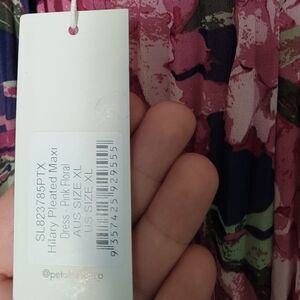 SL823785PTX
Hilary Pleated Maxi
Dress - Pink Floral
AUS SIZE XL
US SIZE XL
9357425929555